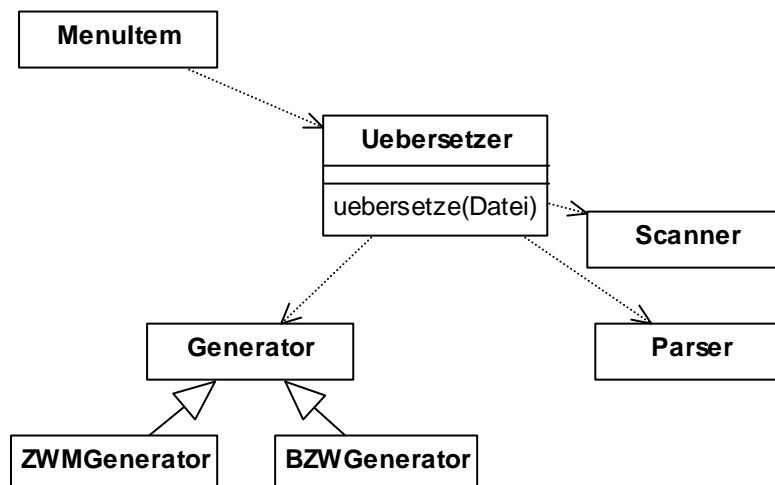 MenuItem
Uebersetzer
uebersetze(Datei)
Scanner
Generator
Parser
ZWMGenerator
BZWGenerator